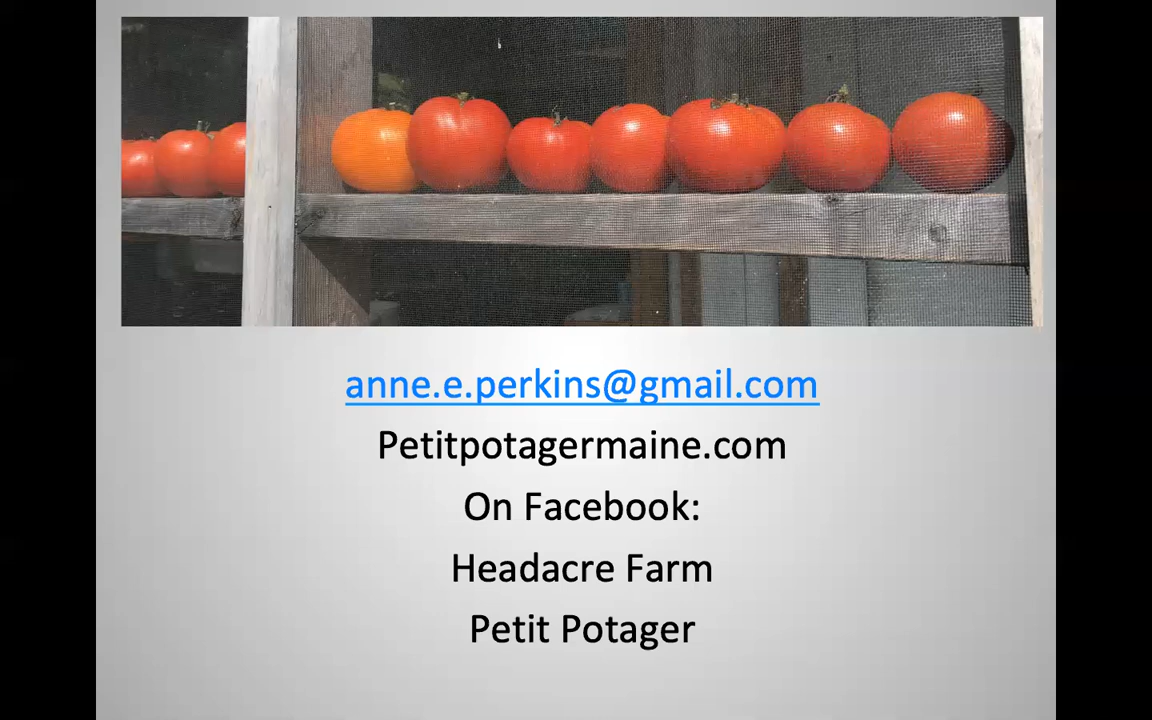 anne.e.perkins@gmail.com
Petitpotagermaine.com
On Facebook:
Headacre Farm
Petit Potager